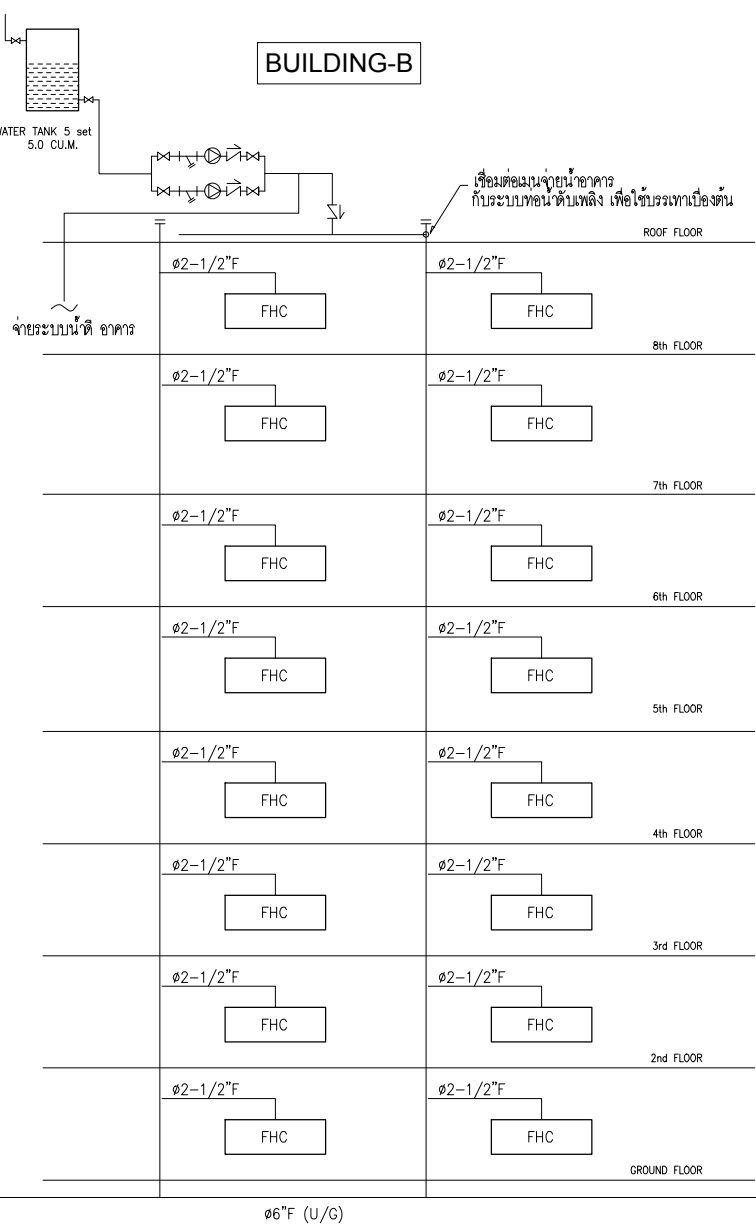 BUILDING-B
WATER TANK 5 set
5.0 CU.M.
เชื่อมต่อเมนจ่ายน้ำอาคาร
กับระบบท่อน้ำดับเพลิง เพื่อใช้บรรเทาเบื่องต้น
ROOF FLOOR
ø2-1/2"F ø2-1/2"F
FHC FHC
จ่ายระบบน้ำดี อาคาร
8th FLOOR
ø2-1/2"F ø2-1/2"F
FHC FHC
7th FLOOR
ø2-1/2"F ø2-1/2"F
FHC FHC
6th FLOOR
ø2-1/2"F ø2-1/2"F
FHC FHC
5th FLOOR
ø2-1/2"F ø2-1/2"F
FHC FHC
4th FLOOR
ø2-1/2"F ø2-1/2"F
FHC FHC
3rd FLOOR
ø2-1/2"F ø2-1/2"F
FHC FHC
2nd FLOOR
ø2-1/2"F ø2-1/2"F
FHC FHC
GROUND FLOOR
ø6"F (U/G)